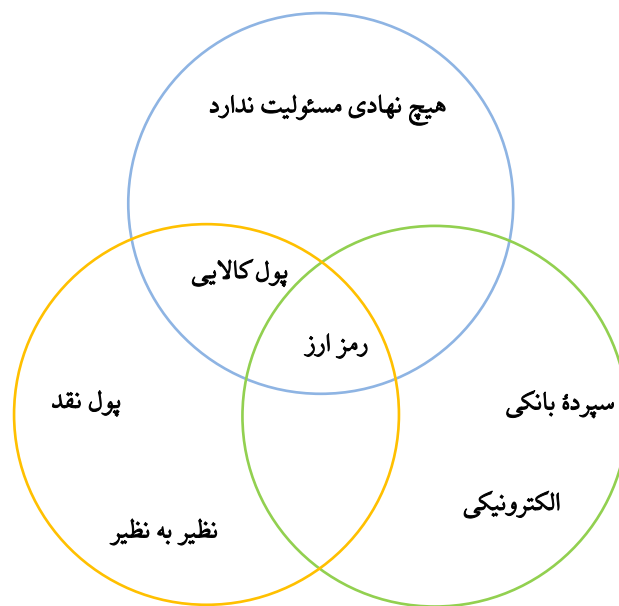 هیچ نهادی مسئولیت ندارد
پول کالایی
رمز ارز
پول نقد
سپردهٔ بانکی
الکترونیکی
نظیر به نظیر